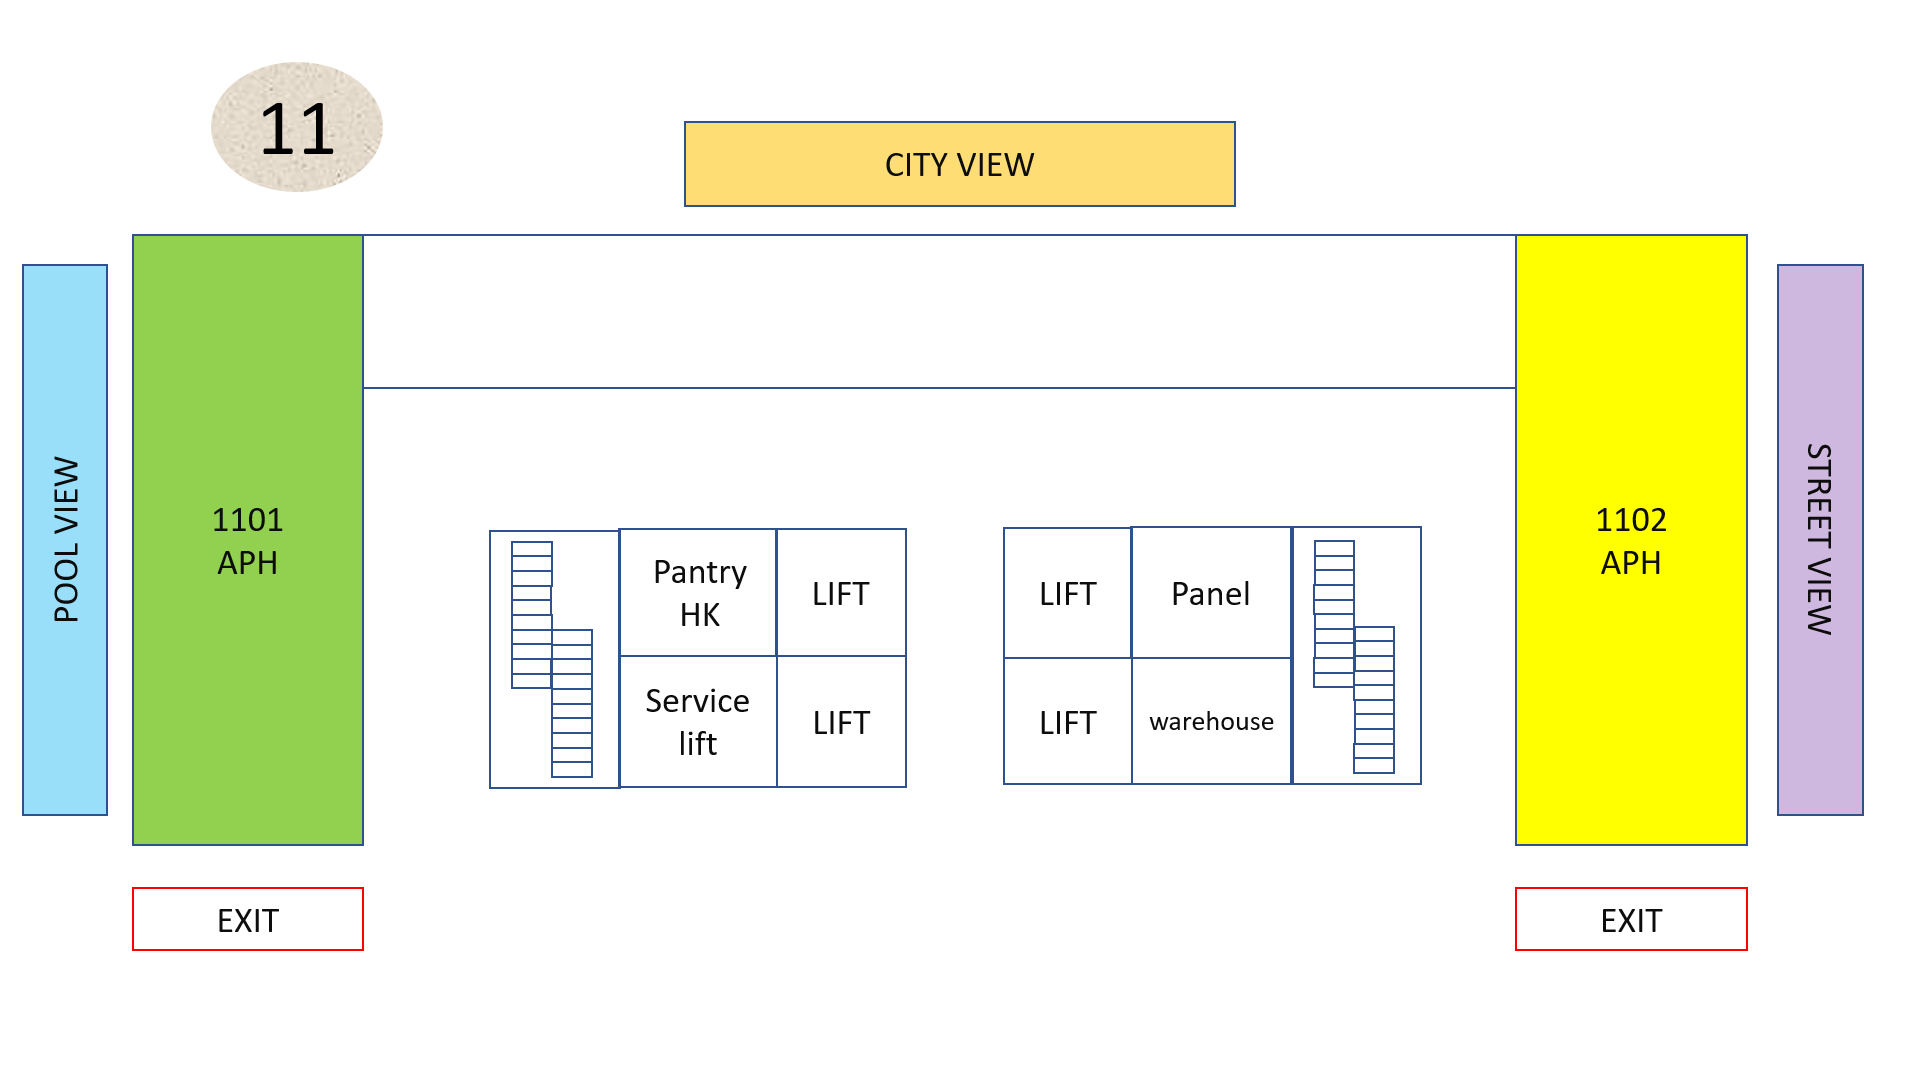 11
CITY VIEW
POOL VIEW
1101
APH
1102
APH
STREET VIEW
Pantry
HK
LIFT
Service
lift
LIFT
LIFT
Panel
LIFT
warehouse
EXIT
EXIT